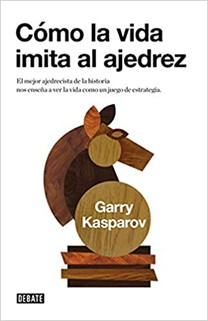 Cómo la vida
imita al ajedrez
El mejor ajedrecista de la historia
nos enseña a ver la vida como un juego de estrategia.
Garry
Kasparov
DEBATE